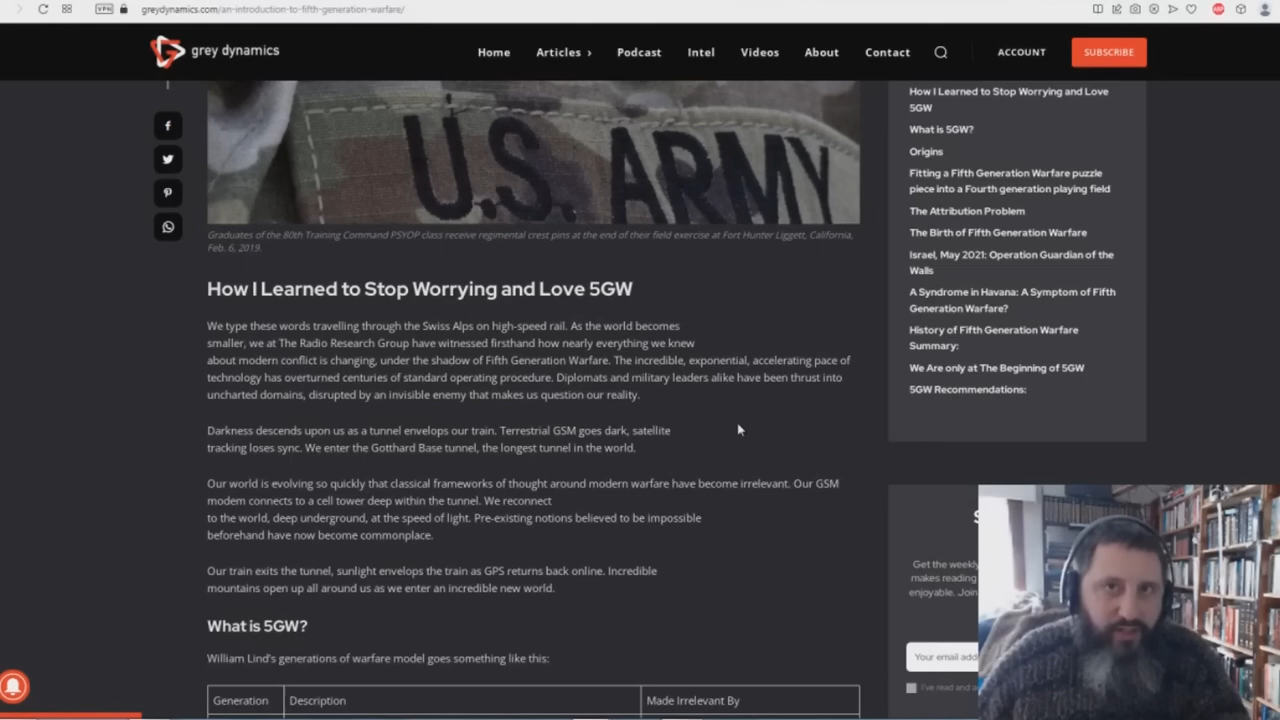 VPN
greydynamics.com/an-introduction-to-fifth-generation-warfare/
ABP
grey dynamics
Home
Articles ›
Podcast
Intel
Videos
About
Contact
ACCOUNT
SUBSCRIBE
U.S. ARMY
Graduates of the 80th Training Command PSYOP class receive regimental crest pins at the end of their field exercise at Fort Hunter Liggett, California,
Feb. 6, 2019.
How I Learned to Stop Worrying and Love 5GW
We type these words travelling through the Swiss Alps on high-speed rail. As the world becomes
smaller, we at The Radio Research Group have witnessed firsthand how nearly everything we knew
about modern conflict is changing, under the shadow of Fifth Generation Warfare. The incredible, exponential, accelerating pace of
technology has overturned centuries of standard operating procedure. Diplomats and military leaders alike have been thrust into
uncharted domains, disrupted by an invisible enemy that makes us question our reality.
Darkness descends upon us as a tunnel envelops our train. Terrestrial GSM goes dark, satellite
tracking loses sync. We enter the Gotthard Base tunnel, the longest tunnel in the world.
Our world is evolving so quickly that classical frameworks of thought around modern warfare have become irrelevant. Our GSM
modem connects to a cell tower deep within the tunnel. We reconnect
to the world, deep underground, at the speed of light. Pre-existing notions believed to be impossible
beforehand have now become commonplace.
Our train exits the tunnel, sunlight envelops the train as GPS returns back online. Incredible
mountains open up all around us as we enter an incredible new world.
What is 5GW?
William Lind's generations of warfare model goes something like this:
Generation
Description
Made Irrelevant By
How I Learned to Stop Worrying and Love
5GW
What is 5GW?
Origins
Fitting a Fifth Generation Warfare puzzle
piece into a Fourth generation playing field
The Attribution Problem
The Birth of Fifth Generation Warfare
Israel, May 2021: Operation Guardian of the
Walls
A Syndrome in Havana: A Symptom of Fifth
Generation Warfare?
History of Fifth Generation Warfare
Summary:
We Are only at The Beginning of 5GW
5GW Recommendations:
S
Get the weekly
makes reading
enjoyable. Join
Your email add
I've read and a